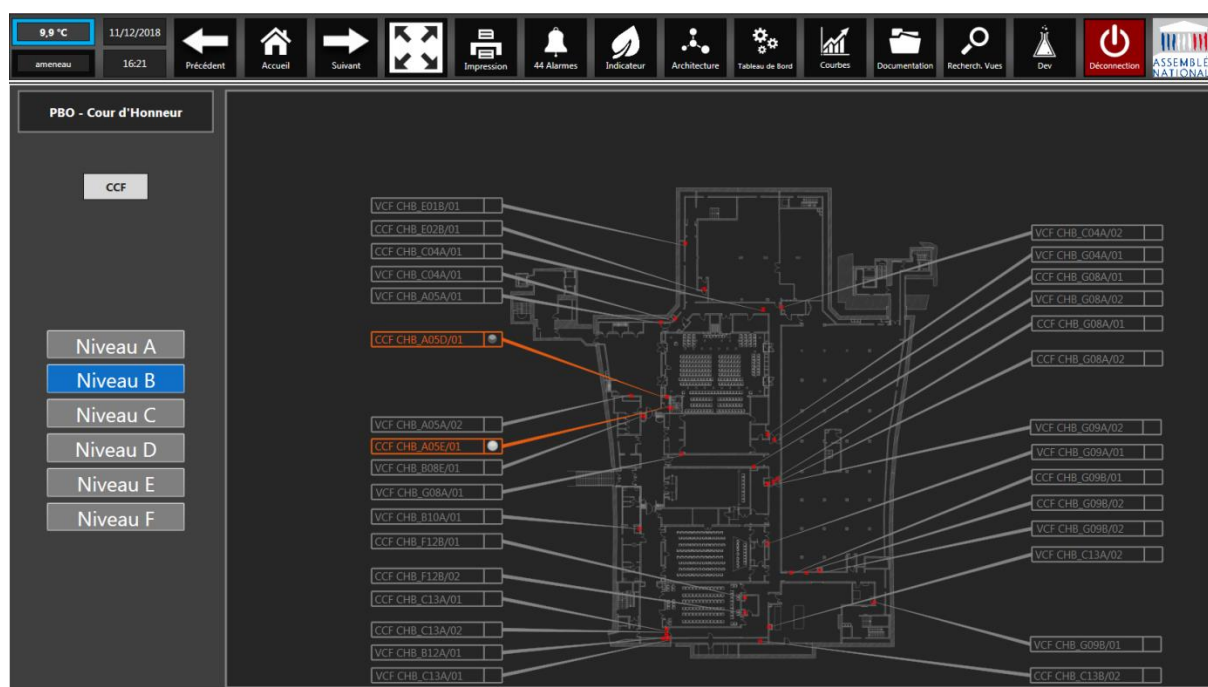 9,9 °C
11/12/2018
ameneau
16:21
Précédent
Accueil
Suivant
Impression
44 Alarmes
Indicateur
Architecture
Tableau de Bord
Courbes
Documentation
Recherch. Vues
Dev
Déconnection
ASSEMBLÉE
NATIONALE
PBO - Cour d'Honneur
CCF
Niveau A
Niveau B
Niveau C
Niveau D
Niveau E
Niveau F
VCF CHB_E01B/01
CCF CHB_E02B/01
CCF CHB_C04A/01
VCF CHB_C04A/01
VCF CHB_A05A/01
CCF CHB_A05D/01
VCF CHB_A05A/02
CCF CHB_A05E/01
VCF CHB_B08E/01
VCF CHB_G08A/01
VCF CHB_B10A/01
CCF CHB_F12B/01
CCF CHB_F12B/02
CCF CHB_C13A/01
CCF CHB_C13A/02
VCF CHB_B12A/01
VCF CHB_C13A/01
VCF CHB_C04A/02
VCF CHB_G04A/01
CCF CHB_G08A/01
VCF CHB_G08A/02
CCF CHB_G08A/01
CCF CHB_G08A/02
VCF CHB_G09A/02
VCF CHB_G09A/01
CCF CHB_G09B/01
CCF CHB_G09B/02
VCF CHB_G09B/02
VCF CHB_C13A/02
VCF CHB_G09B/01
CCF CHB_C13B/02